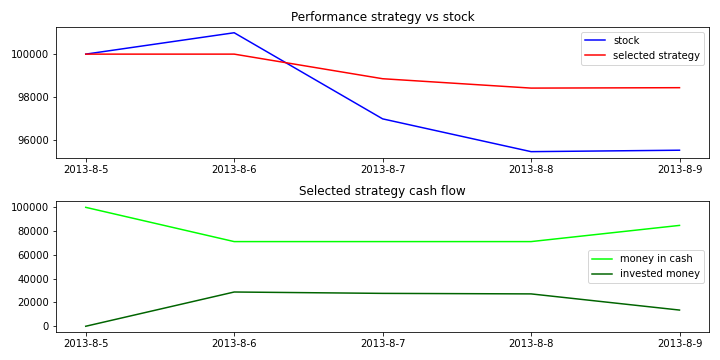 Performance strategy vs stock
100000
98000
96000
stock
selected strategy
2013-8-5 2013-8-6 2013-8-7 2013-8-8 2013-8-9
Selected strategy cash flow
100000
80000
60000
40000
20000
0
money in cash
invested money
2013-8-5 2013-8-6 2013-8-7 2013-8-8 2013-8-9